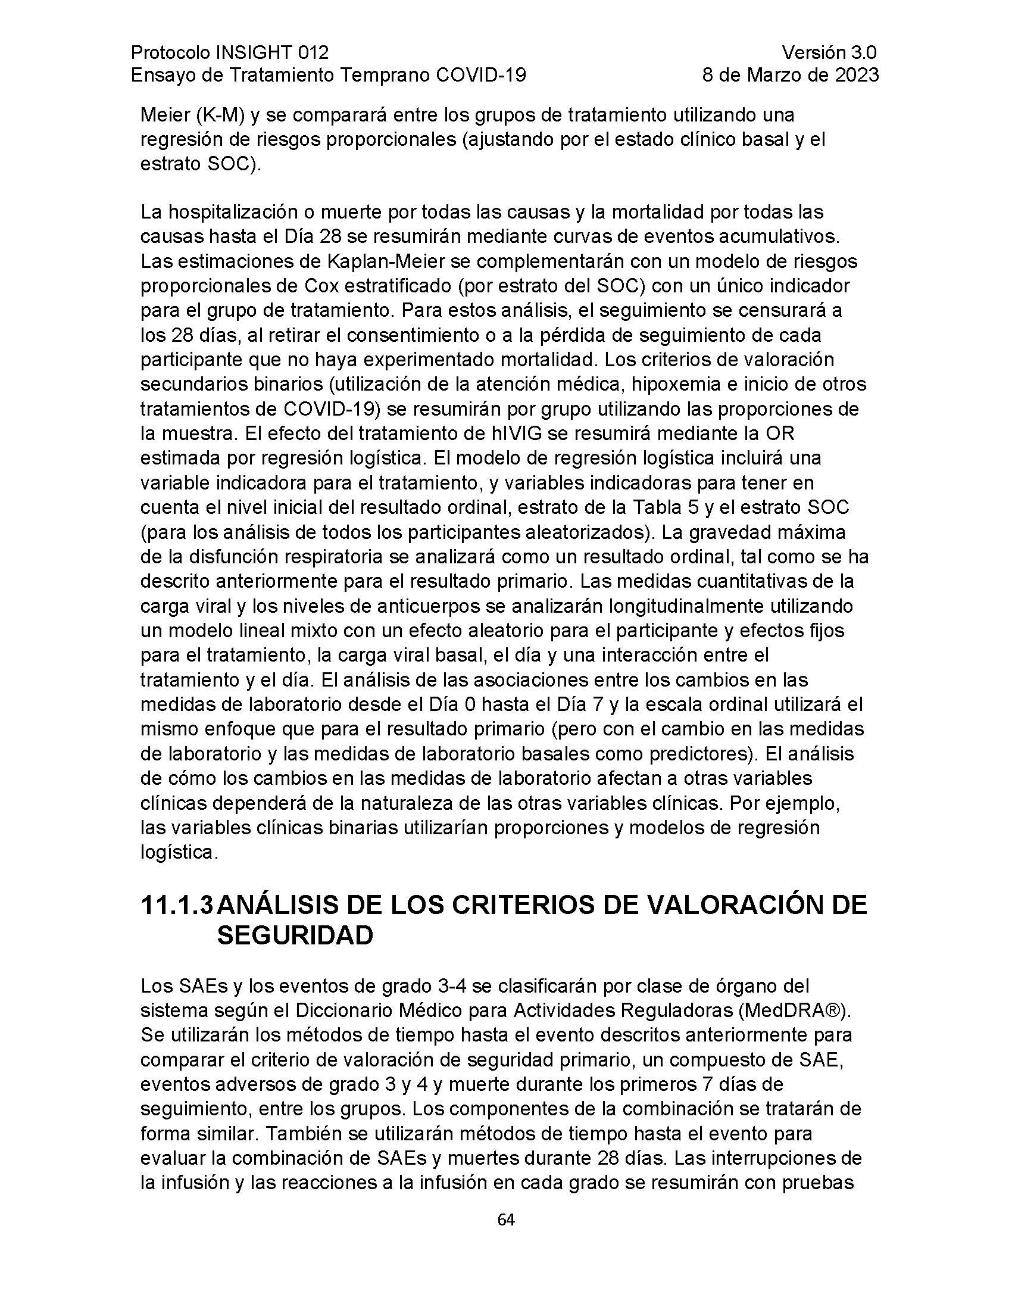 Protocolo INSIGHT 012 Versión 3.0
Ensayo de Tratamiento Temprano COVID-19 8 de Marzo de 2023
Meier (K-M) y se comparará entre los grupos de tratamiento utilizando una
regresión de riesgos proporcionales (ajustando por el estado clínico basal y el
estrato SOC).
La hospitalización o muerte por todas las causas y la mortalidad por todas las
causas hasta el Día 28 se resumirán mediante curvas de eventos acumulativos.
Las estimaciones de Kaplan-Meier se complementarán con un modelo de riesgos
proporcionales de Cox estratificado (por estrato del SOC) con un único indicador
para el grupo de tratamiento. Para estos análisis, el seguimiento se censurará a
los 28 días, al retirar el consentimiento o a la pérdida de seguimiento de cada
participante que no haya experimentado mortalidad. Los criterios de valoración
secundarios binarios (utilización de la atención médica, hipoxemia e inicio de otros
tratamientos de COVID-19) se resumirán por grupo utilizando las proporciones de
la muestra. El efecto del tratamiento de hIVIG se resumirá mediante la OR
estimada por regresión logística. El modelo de regresión logística incluirá una
variable indicadora para el tratamiento, y variables indicadoras para tener en
cuenta el nivel inicial del resultado ordinal, estrato de la Tabla 5 y el estrato SOC
(para los análisis de todos los participantes aleatorizados). La gravedad máxima
de la disfunción respiratoria se analizará como un resultado ordinal, tal como se ha
descrito anteriormente para el resultado primario. Las medidas cuantitativas de la
carga viral y los niveles de anticuerpos se analizarán longitudinalmente utilizando
un modelo lineal mixto con un efecto aleatorio para el participante y efectos fijos
para el tratamiento, la carga viral basal, el día y una interacción entre el
tratamiento y el día. El análisis de las asociaciones entre los cambios en las
medidas de laboratorio desde el Día 0 hasta el Día 7 y la escala ordinal utilizará el
mismo enfoque que para el resultado primario (pero con el cambio en las medidas
de laboratorio y las medidas de laboratorio basales como predictores). El análisis
de cómo los cambios en las medidas de laboratorio afectan a otras variables
clínicas dependerá de la naturaleza de las otras variables clínicas. Por ejemplo,
las variables clínicas binarias utilizarían proporciones y modelos de regresión
logística.
11.1.3 ANÁLISIS DE LOS CRITERIOS DE VALORACIÓN DE
SEGURIDAD
Los SAEs y los eventos de grado 3-4 se clasificarán por clase de órgano del
sistema según el Diccionario Médico para Actividades Reguladoras (MedDRA®).
Se utilizarán los métodos de tiempo hasta el evento descritos anteriormente para
comparar el criterio de valoración de seguridad primario, un compuesto de SAE,
eventos adversos de grado 3 y 4 y muerte durante los primeros 7 días de
seguimiento, entre los grupos. Los componentes de la combinación se tratarán de
forma similar. También se utilizarán métodos de tiempo hasta el evento para
evaluar la combinación de SAEs y muertes durante 28 días. Las interrupciones de
la infusión y las reacciones a la infusión en cada grado se resumirán con pruebas
64